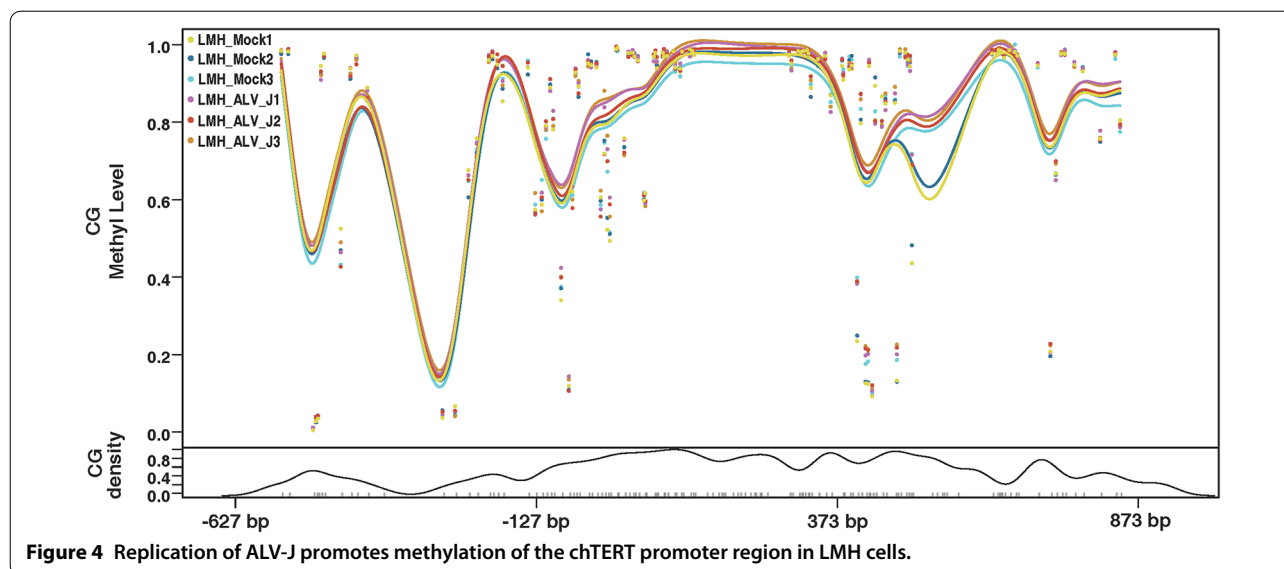 1.0
0.8
0.6
0.4
0.2
0.0
CG
Methyl Level
LMH_Mock1
LMH_Mock2
LMH_Mock3
LMH_ALV_J1
LMH_ALV_J2
LMH_ALV_J3
0.8
0.4
0.0
CG
density
-627 bp
-127 bp
373 bp
873 bp
Figure 4 Replication of ALV-J promotes methylation of the chTERT promoter region in LMH cells.